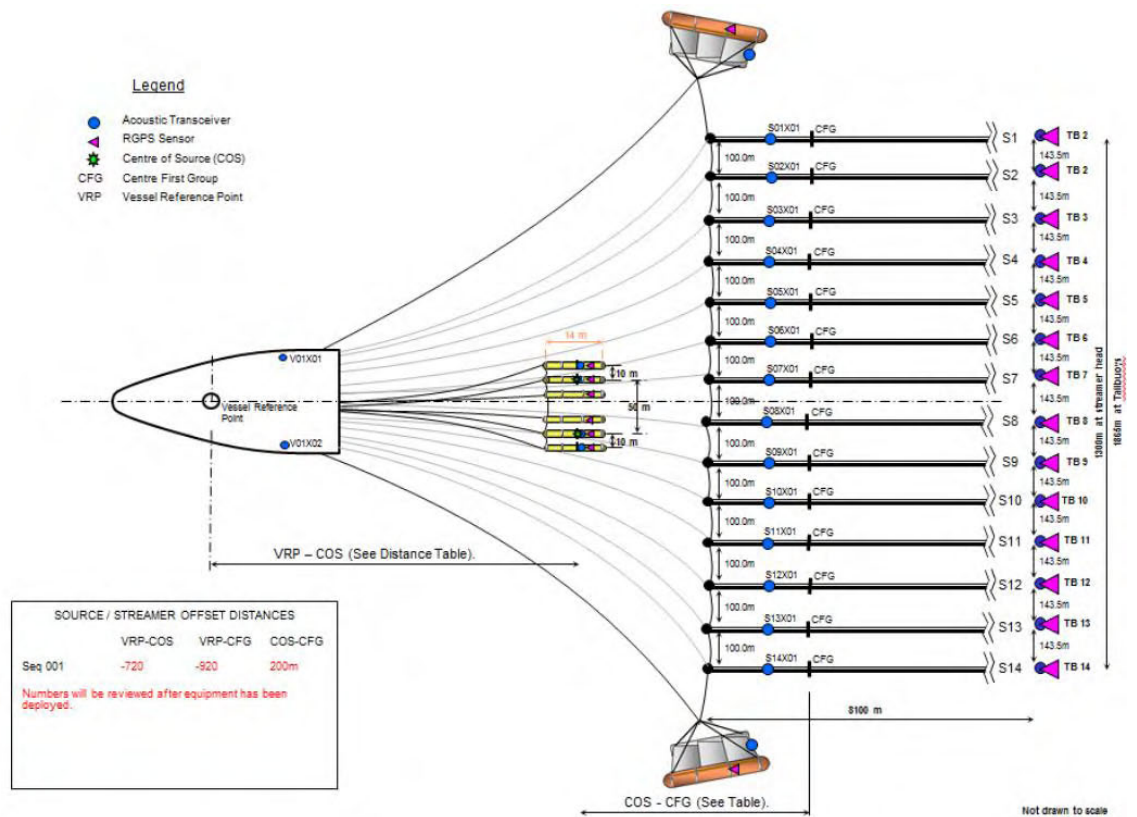 Legend
Acoustic Transceiver
RGPS Sensor
Centre of Source (COS)
CFG Centre First Group
VRP Vessel Reference Point
V01X01
Vessel Reference
Point
V01X02
14 m
10 m
50 m
10 m
S01X01 CFG S1 TB 2
100.0m 143.5m
S02X01 CFG S2 TB 2
100.0m 143.5m
S03X01 CFG S3 TB 3
100.0m 143.5m
S04X01 CFG S4 TB 4
100.0m 143.5m
S05X01 CFG S5 TB 5
100.0m 143.5m
S06X01 CFG S6 TB 6
100.0m 143.5m
S07X01 CFG S7 TB 7
100.0m 143.5m
S08X01 CFG S8 TB 8
100.0m 143.5m
S09X01 CFG S9 TB 9
100.0m 143.5m
S10X01 CFG S10 TB 10
100.0m 143.5m
S11X01 CFG S11 TB 11
100.0m 143.5m
S12X01 CFG S12 TB 12
100.0m 143.5m
S13X01 CFG S13 TB 13
100.0m 143.5m
S14X01 CFG S14 TB 14
1300m at streamer head
1865m at Tailbuoys
8100 m
VRP – COS (See Distance Table).
COS - CFG (See Table).
SOURCE / STREAMER OFFSET DISTANCES
VRP-COS VRP-CFG COS-CFG
Seq 001 -720 -920 200m
Numbers will be reviewed after equipment has been
deployed.
Not drawn to scale